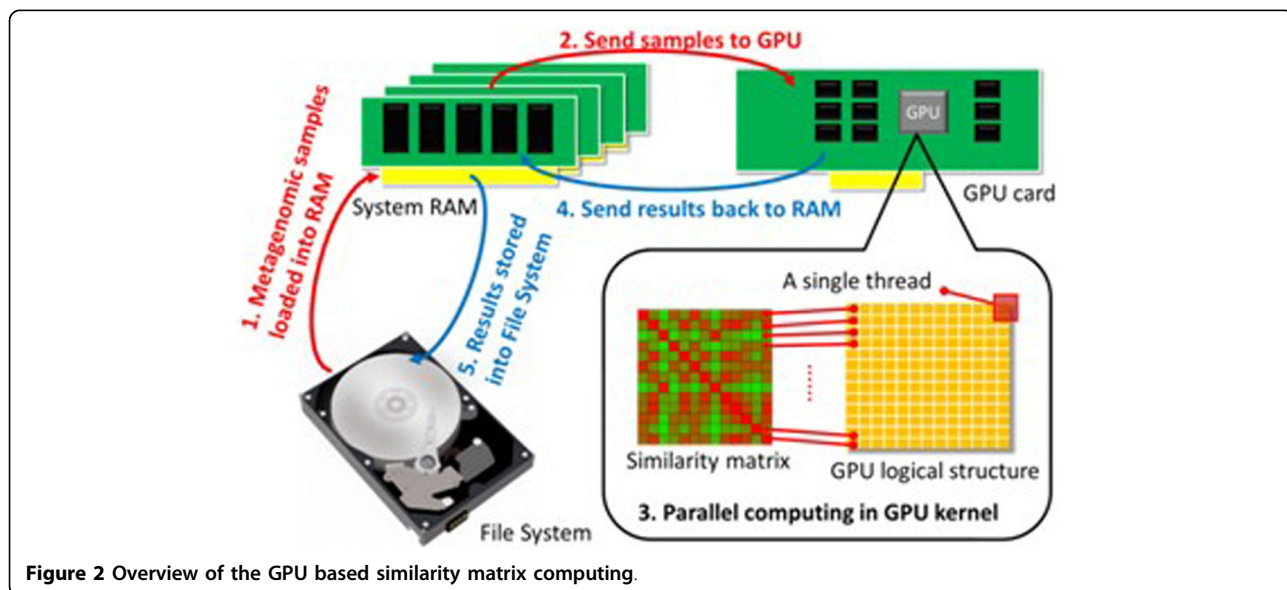 2. Send samples to GPU
GPU
1. Metagenomic samples
loaded into RAM
System RAM
4. Send results back to RAM
GPU card
5. Results stored
into File System
A single thread
Similarity matrix
GPU logical structure
3. Parallel computing in GPU kernel
File System
Figure 2 Overview of the GPU based similarity matrix computing.